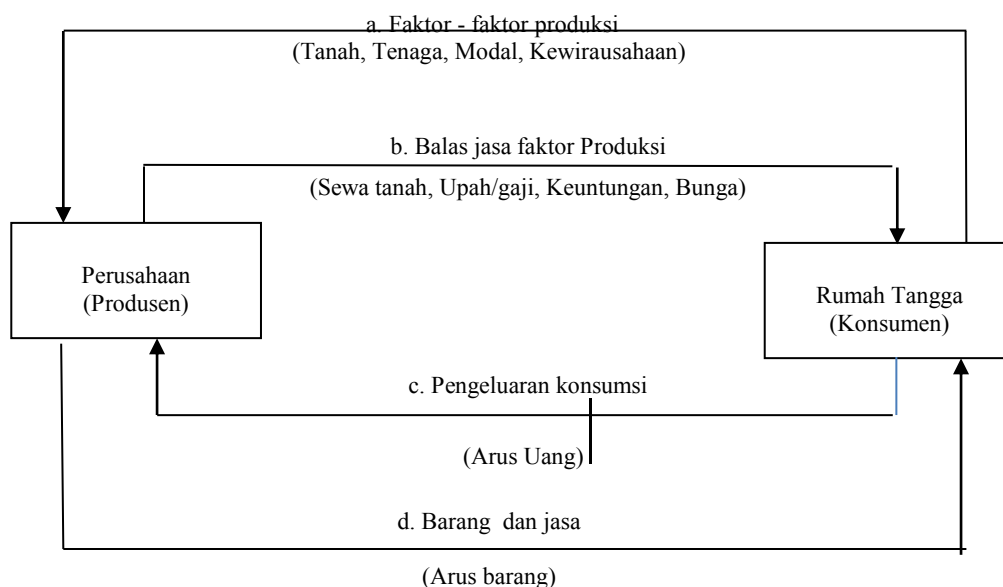 a. Faktor - faktor produksi
(Tanah, Tenaga, Modal, Kewirausahaan)
b. Balas jasa faktor Produksi
(Sewa tanah, Upah/gaji, Keuntungan, Bunga)
Perusahaan
(Produsen)
Rumah Tangga
(Konsumen)
c. Pengeluaran konsumsi
(Arus Uang)
d. Barang dan jasa
(Arus barang)